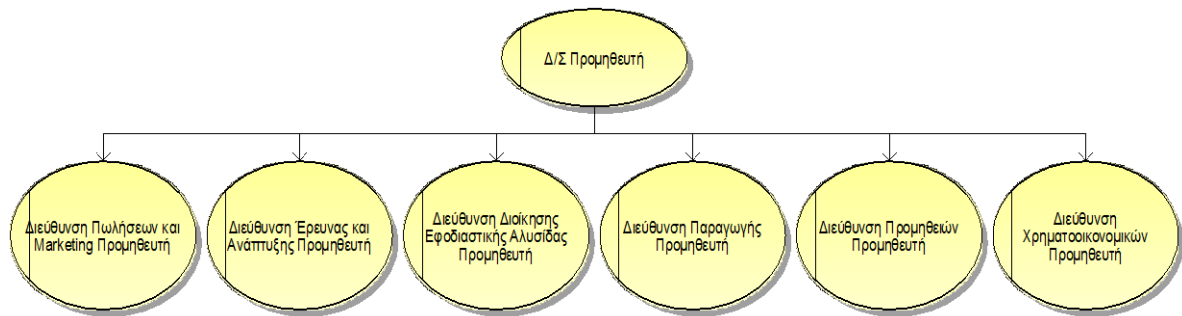 Δ/Σ Προμηθευτή
Διεύθυνση Πωλήσεων και
Marketing Προμηθευτή
Διεύθυνση Έρευνας και
Ανάπτυξης Προμηθευτή
Διεύθυνση Διοίκησης
Εφοδιαστικής Αλυσίδας
Προμηθευτή
Διεύθυνση Παραγωγής
Προμηθευτή
Διεύθυνση Προμηθειών
Προμηθευτή
Διεύθυνση
Χρηματοοικονομικών
Προμηθευτή